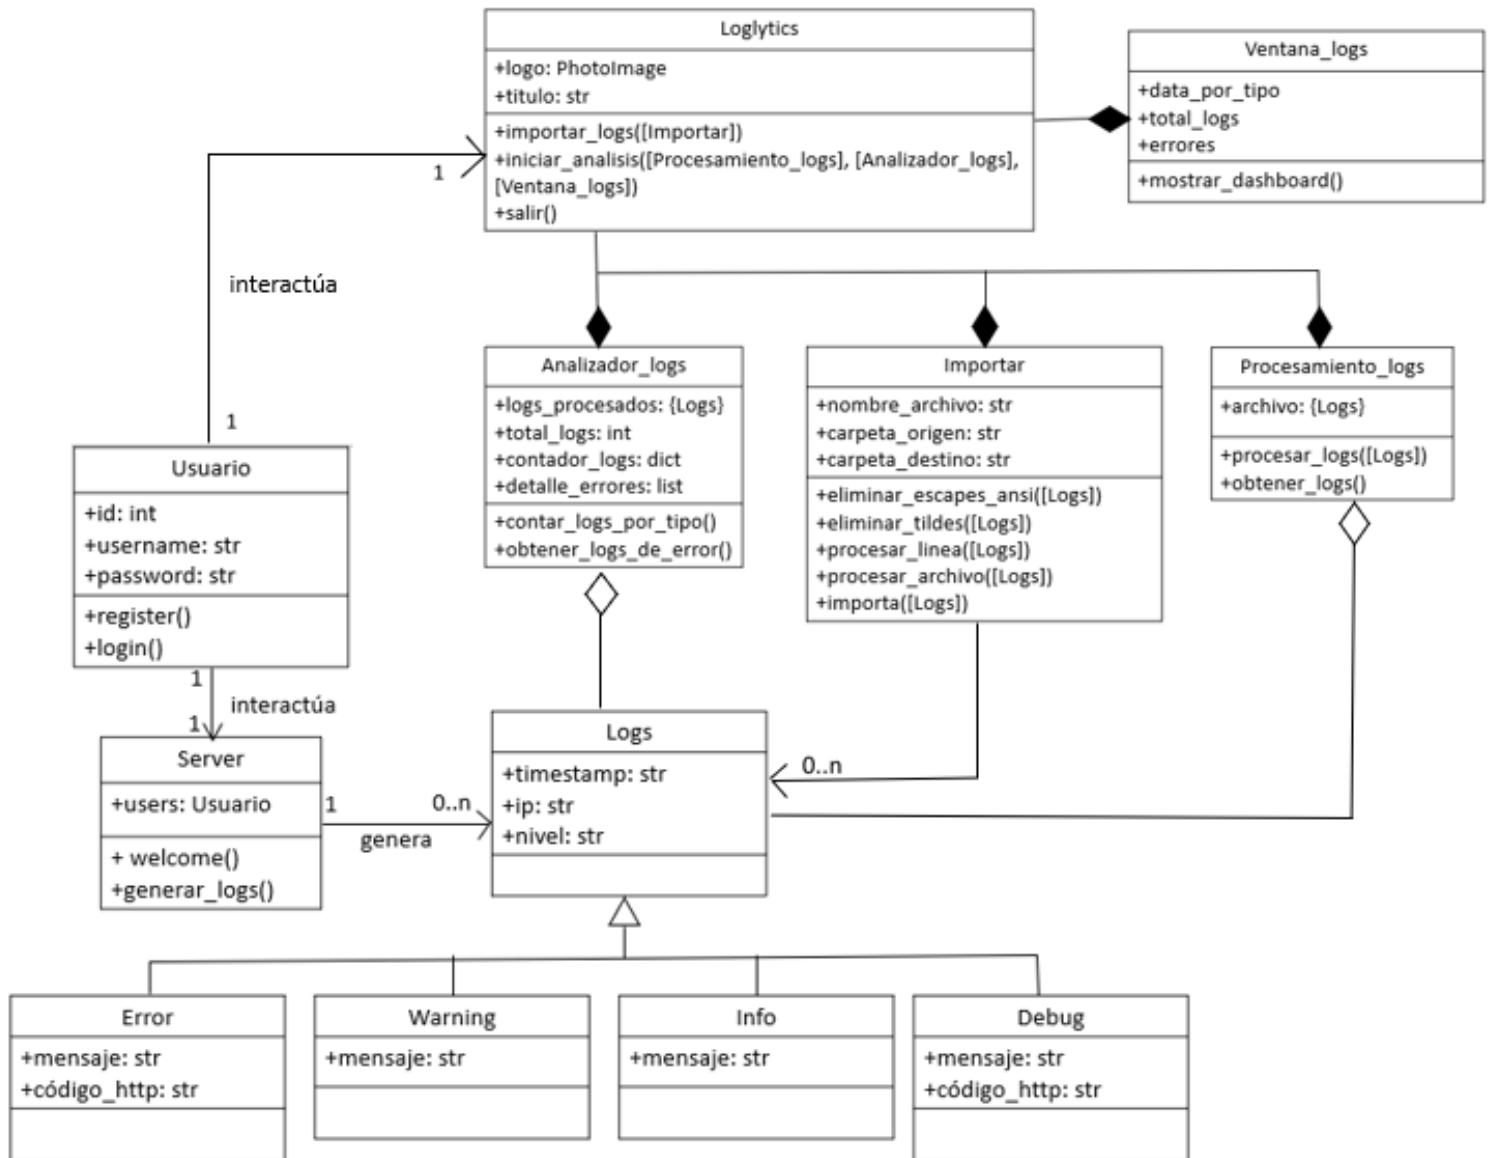 Loglytics
+logo: PhotoImage
+titulo: str
+importar_logs([Importar])
+iniciar_analisis([Procesamiento_logs], [Analizador_logs],
[Ventana_logs])
+salir()
Ventana_logs
+data_por_tipo
+total_logs
+errores
+mostrar_dashboard()
1
interactúa
1
Analizador_logs
+logs_procesados: {Logs}
+total_logs: int
+contador_logs: dict
+detalle_errores: list
+contar_logs_por_tipo()
+obtener_logs_de_error()
Importar
+nombre_archivo: str
+carpeta_origen: str
+carpeta_destino: str
+eliminar_escapes_ansi([Logs])
+eliminar_tildes([Logs])
+procesar_linea([Logs])
+procesar_archivo([Logs])
+importa([Logs])
Procesamiento_logs
+archivo: {Logs}
+procesar_logs([Logs])
+obtener_logs()
Usuario
+id: int
+username: str
+password: str
+register()
+login()
1
interactúa
1
Server
+users: Usuario
+ welcome()
+generar_logs()
1
0..n
genera
Logs
+timestamp: str
+ip: str
+nivel: str
0..n
Error
+mensaje: str
+código_http: str
Warning
+mensaje: str
Info
+mensaje: str
Debug
+mensaje: str
+código_http: str